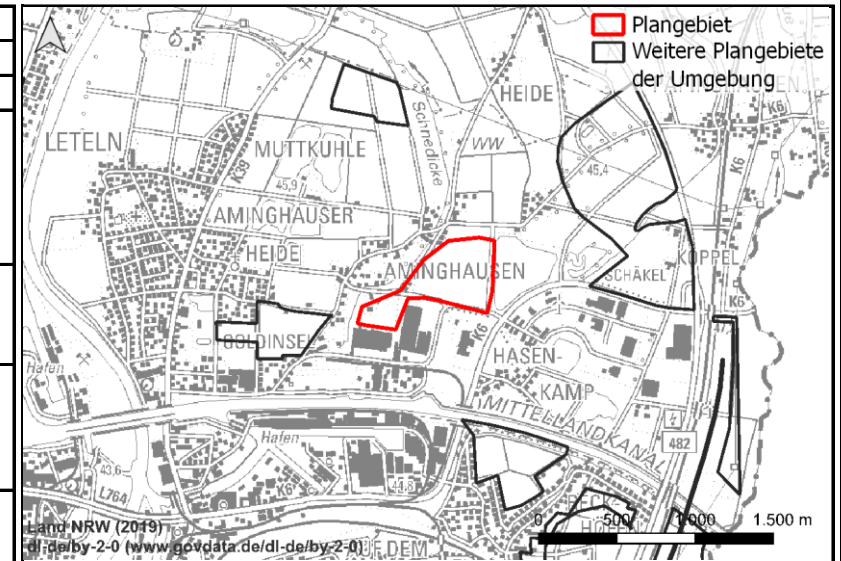 Plangebiet
Weitere Plangebiete
der Umgebung
HEIDE
K6
LETELN
MUTTKUHLE
Schnedicke
WW
K39
45,9
45,4
K6
AMINGHAUSER
HEIDE
AMINGHAUSEN
KOPPEL
SCHÄKEL
K6
GOLDINSEL
K6
HASEN-
KAMP
Hafen
MITTELLANDKANAL
Hafen
482
43,6
L764
K6
44,8
Land NRW (2019)
dl-de/by-2-0 (www.govdata.de/dl-de/by-2-0)
0 500 1.000 1.500 m